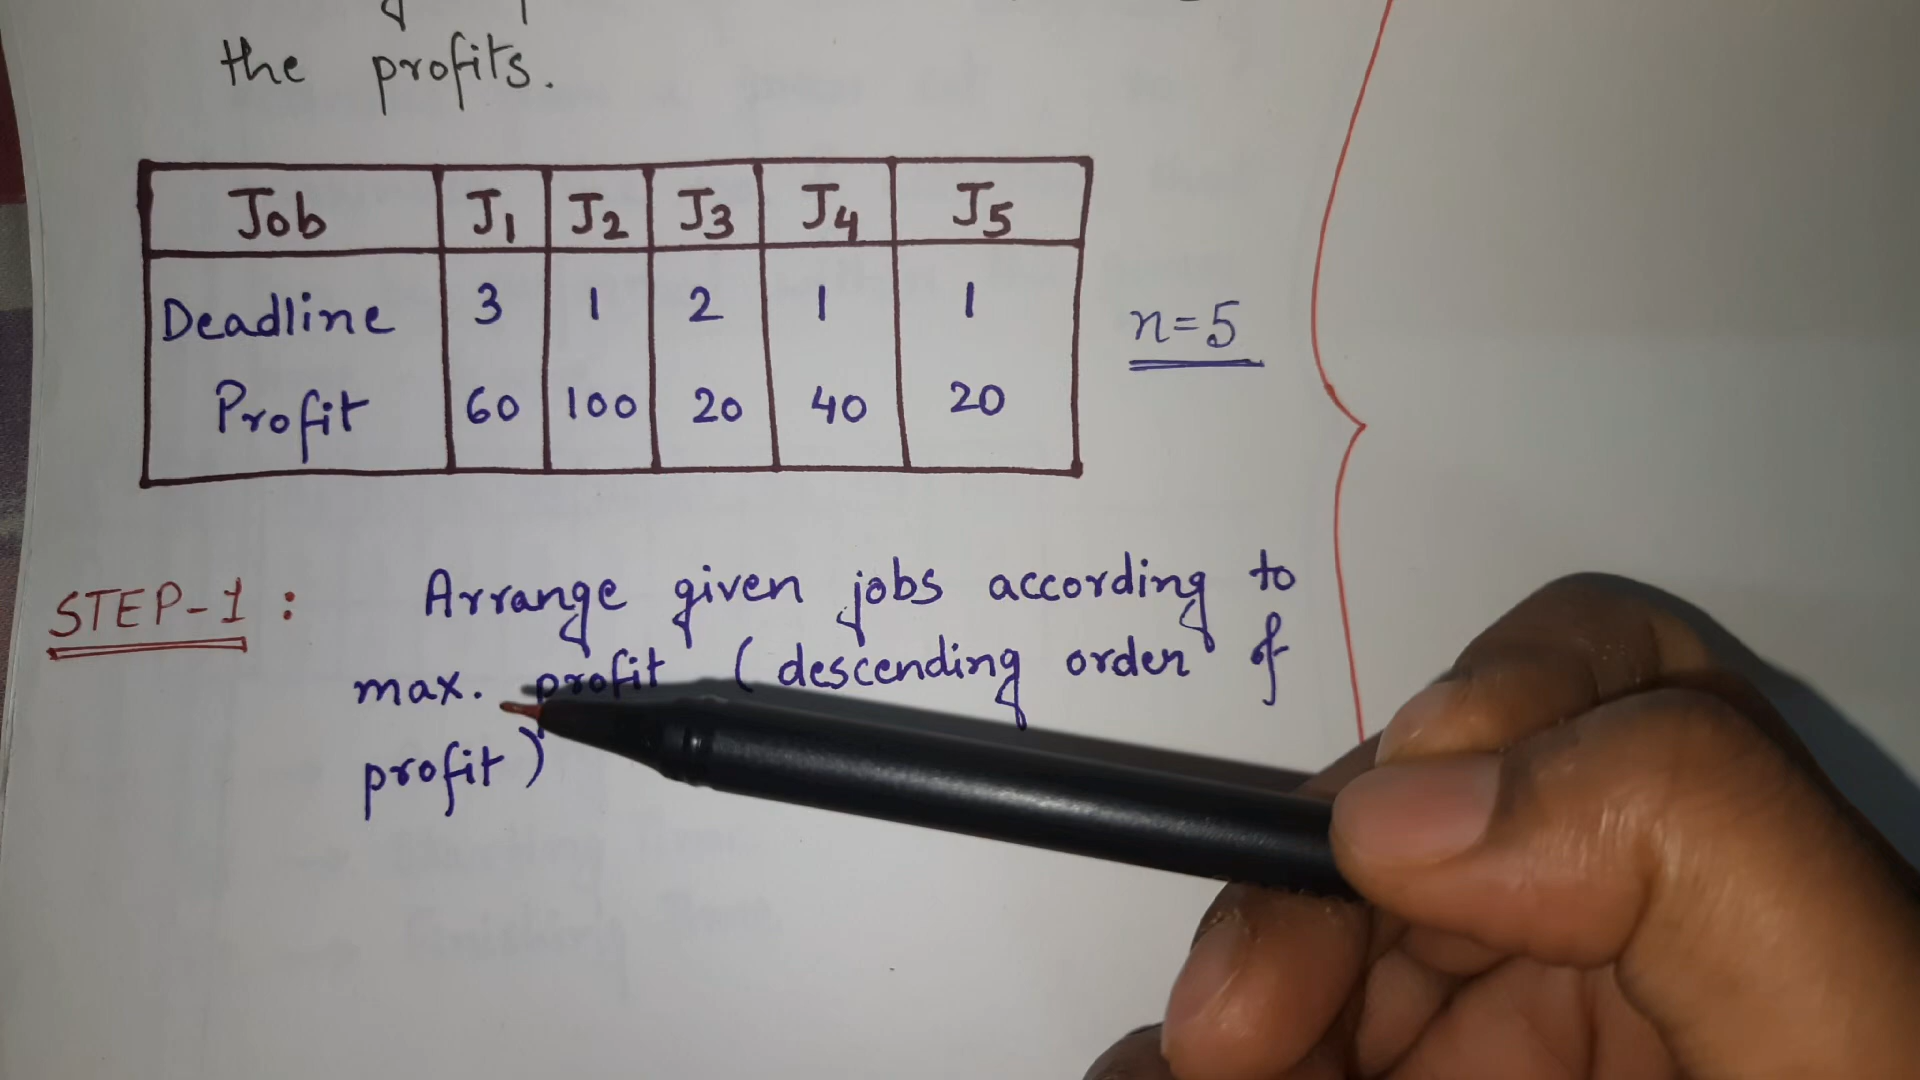 the profits.
Job J1 J2 J3 J4 J5
Deadline 3 1 2 1 1
Profit 60 100 20 40 20
n=5
STEP-1 : Arrange given jobs according to
max. profit (descending order of
profit)